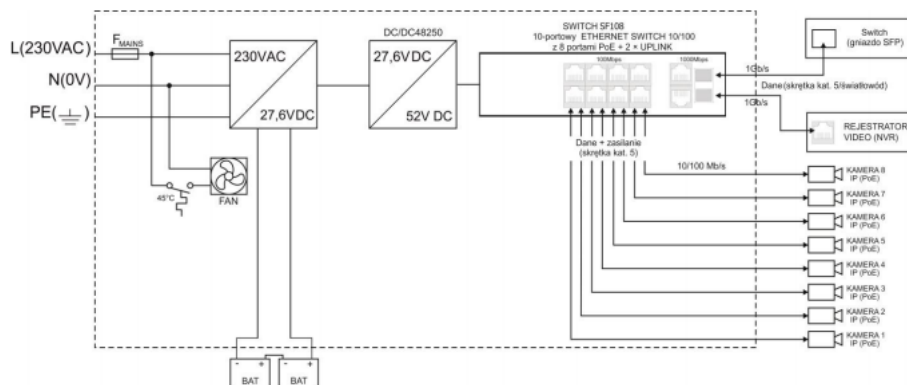 L(230VAC)
F MAINS
N(0V)
PE( )
230VAC
27,6VDC
DC/DC48250
27,6VDC
52V DC
SWITCH SF108
10-portowy ETHERNET SWITCH 10/100
z 8 portami PoE + 2 × UPLINK
100Mbps
1000Mbps
Switch
(gniazdo SFP)
1Gb/s
Dane (skrętka kat. 5/światłowód)
1Gb/s
REJESTRATOR
VIDEO (NVR)
Dane + zasilanie
(skrętka kat. 5)
10/100 Mb/s
45°C
FAN
KAMERA 8
IP (PoE)
KAMERA 7
IP (PoE)
KAMERA 6
IP (PoE)
KAMERA 5
IP (PoE)
KAMERA 4
IP (PoE)
KAMERA 3
IP (PoE)
KAMERA 2
IP (PoE)
KAMERA 1
IP (PoE)
- +
BAT
- +
BAT